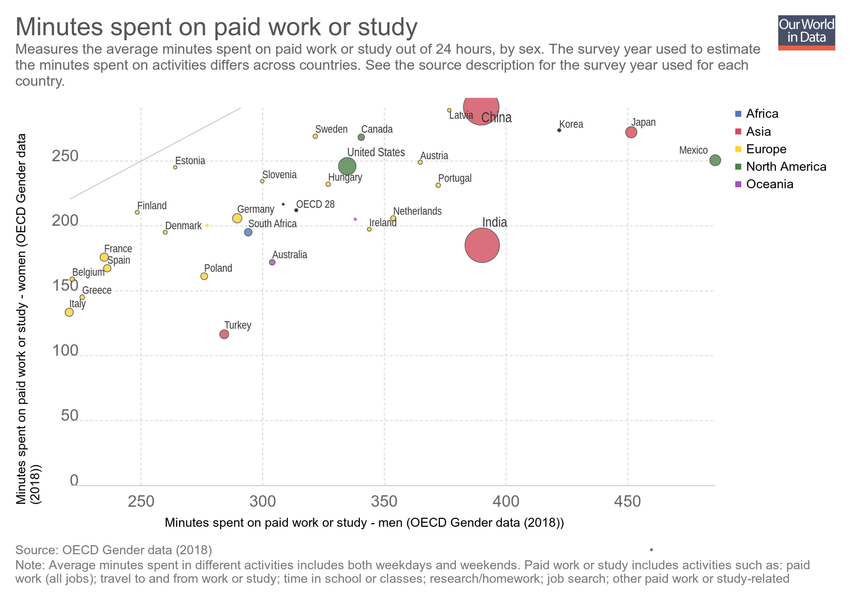 Minutes spent on paid work or study
Our World
in Data
Measures the average minutes spent on paid work or study out of 24 hours, by sex. The survey year used to estimate
the minutes spent on activities differs across countries. See the source description for the survey year used for each
country.
Minutes spent on paid work or study - women (OECD Gender data
(2018))
Latvia
China
Korea
Japan
Sweden
Canada
Mexico
United States
Austria
250
Estonia
Slovenia
Hungary
Portugal
Finland
Germany
OECD 28
Netherlands
200
Denmark
South Africa
Ireland
India
France
Spain
Australia
Belgium
Poland
150
Greece
Italy
Turkey
100
50
0
250
300
350
400
450
Minutes spent on paid work or study - men (OECD Gender data (2018))
Africa
Asia
Europe
North America
Oceania
Source: OECD Gender data (2018)
Note: Average minutes spent in different activities includes both weekdays and weekends. Paid work or study includes activities such as: paid
work (all jobs); travel to and from work or study; time in school or classes; research/homework; job search; other paid work or study-related